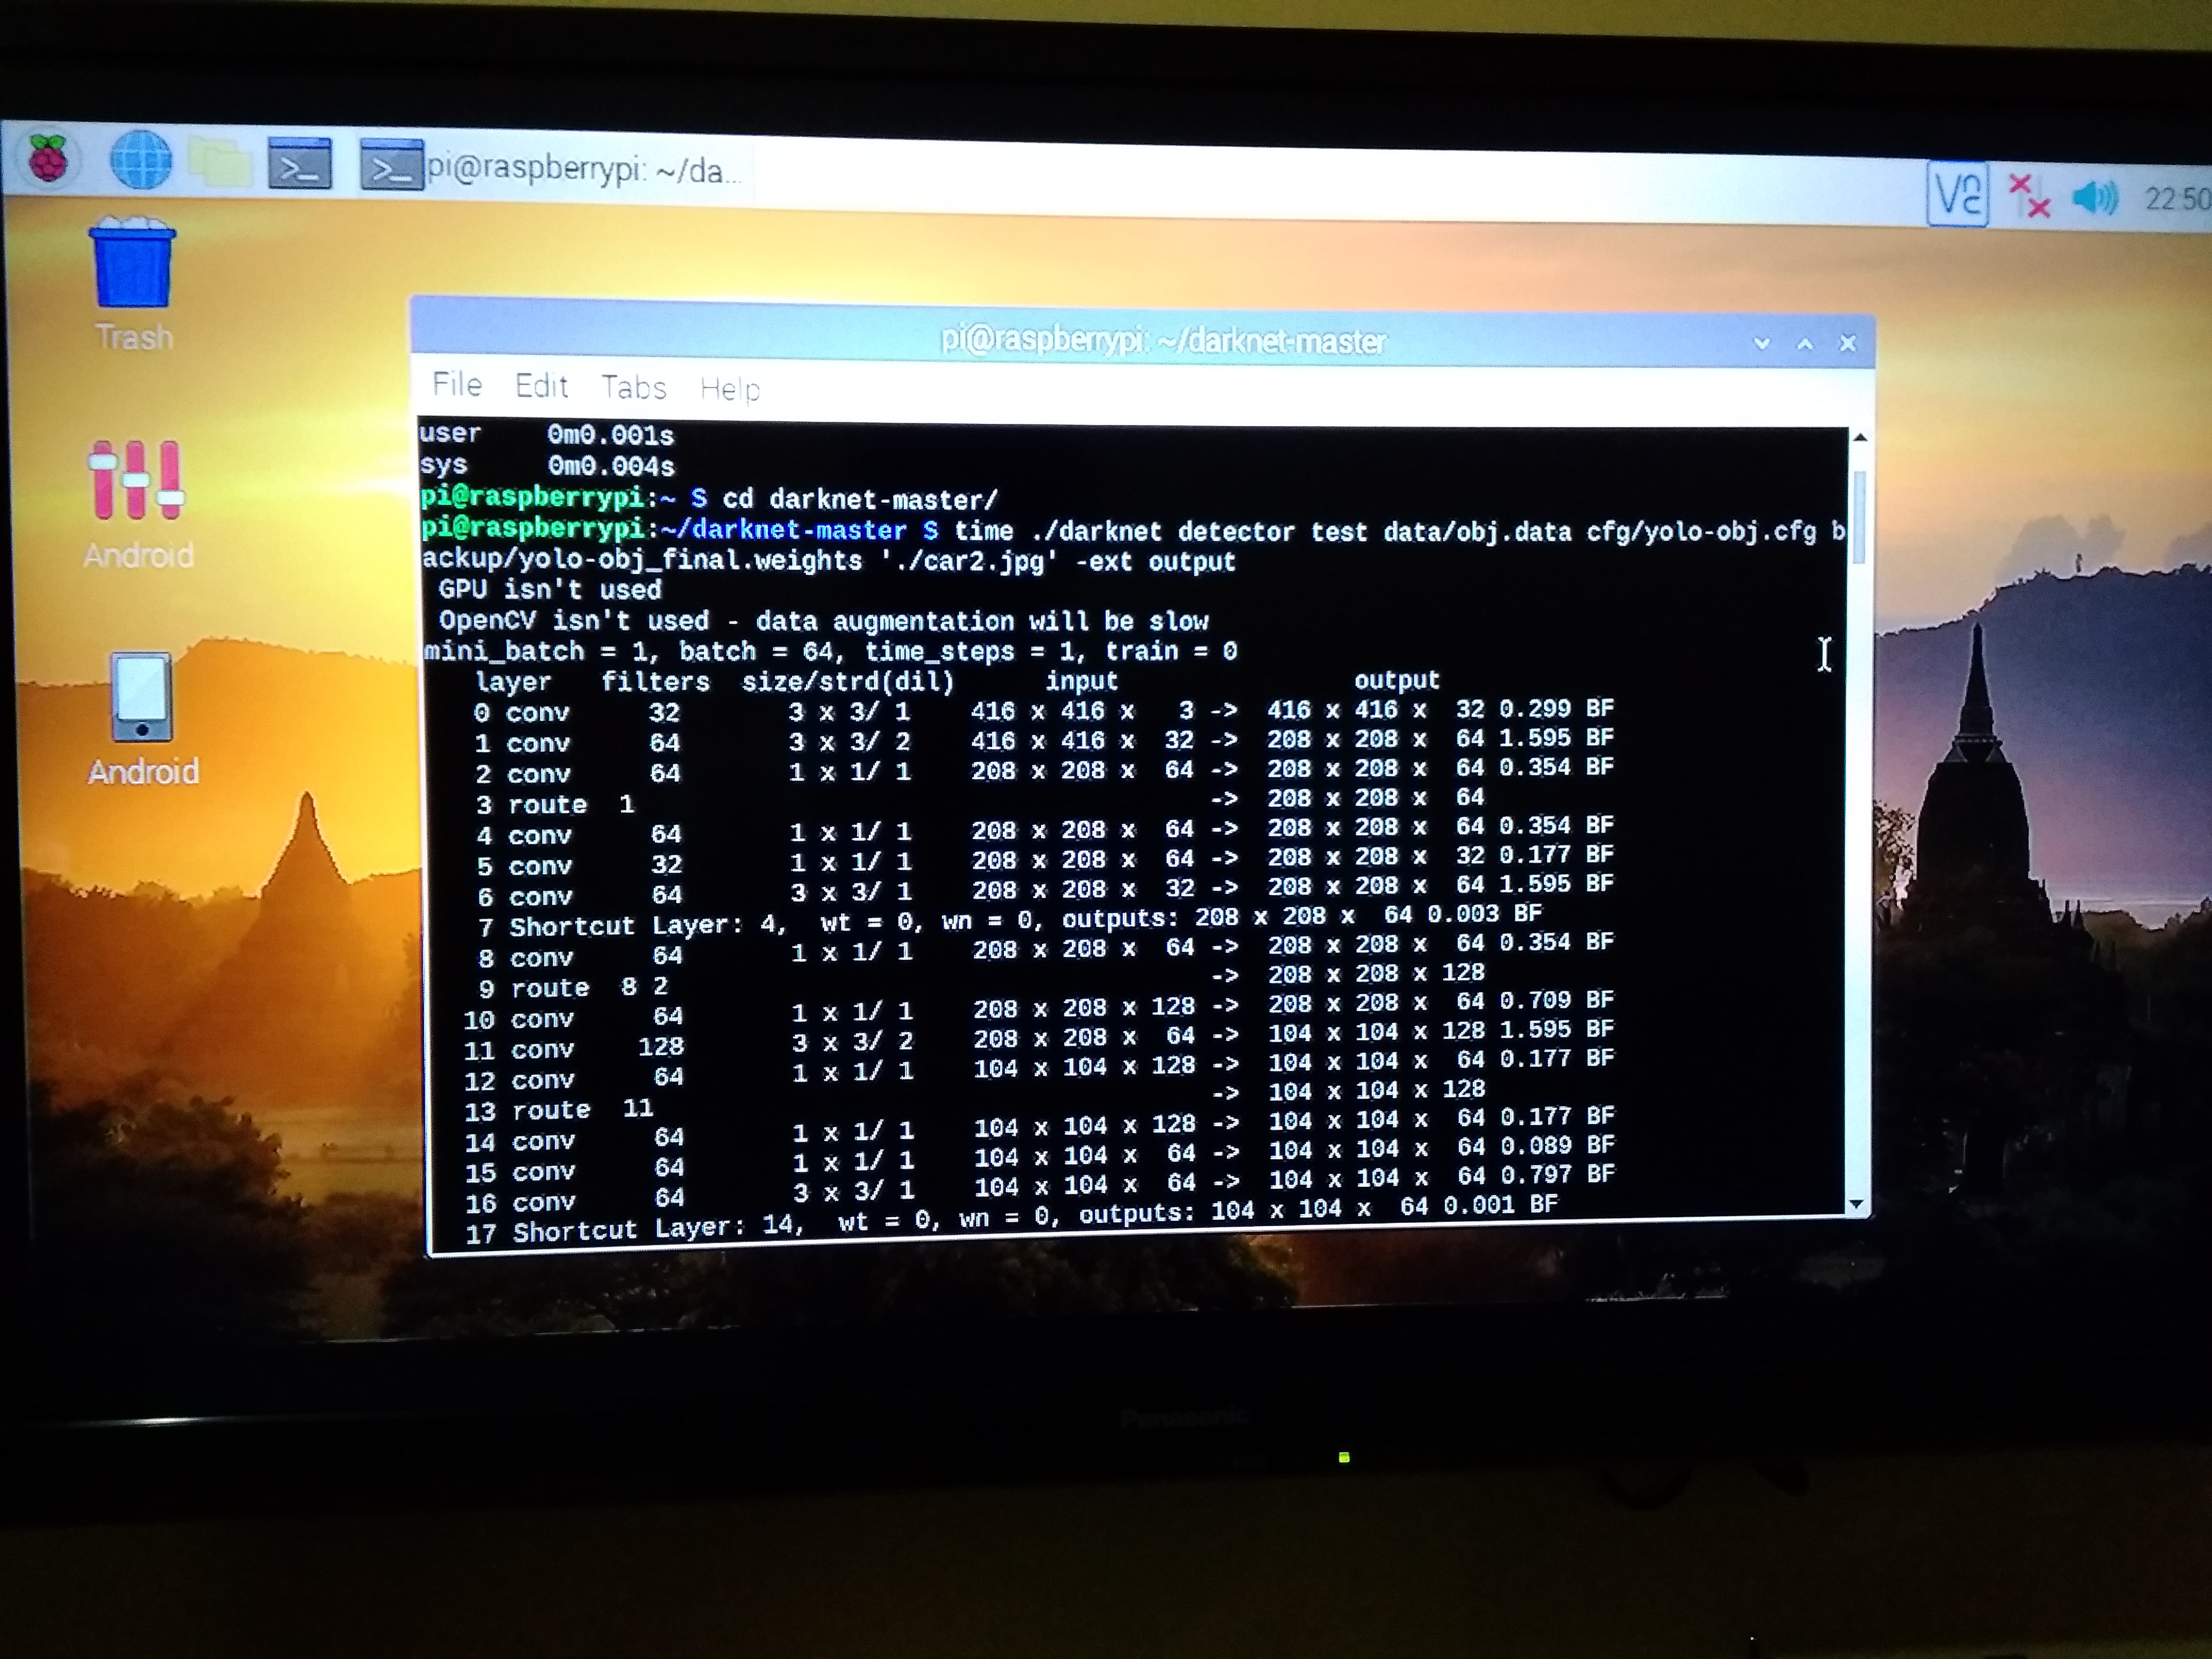 pi@raspberrypi: ~/da...
V2
22:50
Trash
Android
Android
pi@raspberrypi: ~/darknet-master
File Edit Tabs Help
user 0m0.001s
sys 0m0.004s
pi@raspberrypi:~ $ cd darknet-master/
pi@raspberrypi:~/darknet-master $ time ./darknet detector test data/obj.data cfg/yolo-obj.cfg b
ackup/yolo-obj_final.weights './car2.jpg' -ext output
GPU isn't used
OpenCV isn't used - data augmentation will be slow
mini_batch = 1, batch = 64, time_steps = 1, train = 0
layer filters size/strd(dil) input output
0 conv 32 3 x 3/ 1 416 x 416 x 3 -> 416 x 416 x 32 0.299 BF
1 conv 64 3 x 3/ 2 416 x 416 x 32 -> 208 x 208 x 64 1.595 BF
2 conv 64 1 x 1/ 1 208 x 208 x 64 -> 208 x 208 x 64 0.354 BF
3 route 1 -> 208 x 208 x 64
4 conv 64 1 x 1/ 1 208 x 208 x 64 -> 208 x 208 x 64 0.354 BF
5 conv 32 1 x 1/ 1 208 x 208 x 64 -> 208 x 208 x 32 0.177 BF
6 conv 64 3 x 3/ 1 208 x 208 x 32 -> 208 x 208 x 64 1.595 BF
7 Shortcut Layer: 4, wt = 0, wn = 0, outputs: 208 x 208 x 64 0.003 BF
8 conv 64 1 x 1/ 1 208 x 208 x 64 -> 208 x 208 x 64 0.354 BF
9 route 8 2 -> 208 x 208 x 128
10 conv 64 1 x 1/ 1 208 x 208 x 128 -> 208 x 208 x 64 0.709 BF
11 conv 128 3 x 3/ 2 208 x 208 x 64 -> 104 x 104 x 128 1.595 BF
12 conv 64 1 x 1/ 1 104 x 104 x 128 -> 104 x 104 x 64 0.177 BF
13 route 11 -> 104 x 104 x 128
14 conv 64 1 x 1/ 1 104 x 104 x 128 -> 104 x 104 x 64 0.177 BF
15 conv 64 1 x 1/ 1 104 x 104 x 64 -> 104 x 104 x 64 0.089 BF
16 conv 64 3 x 3/ 1 104 x 104 x 64 -> 104 x 104 x 64 0.797 BF
17 Shortcut Layer: 14, wt = 0, wn = 0, outputs: 104 x 104 x 64 0.001 BF
Panasonic